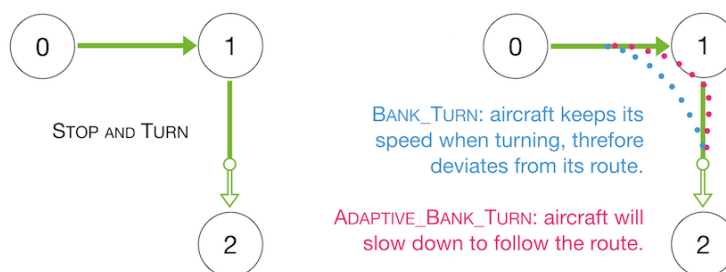 0
1
STOP AND TURN
2
0
1
BANK_TURN: aircraft keeps its
speed when turning, threfore
deviates from its route.
ADAPTIVE_BANK_TURN: aircraft will
slow down to follow the route.
2